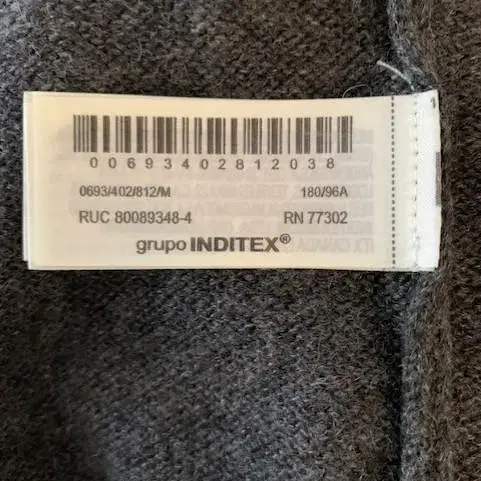 00693402812038
0693/402/812/M 180/96A
RUC 80089348-4 RN 77302
grupo INDITEX®